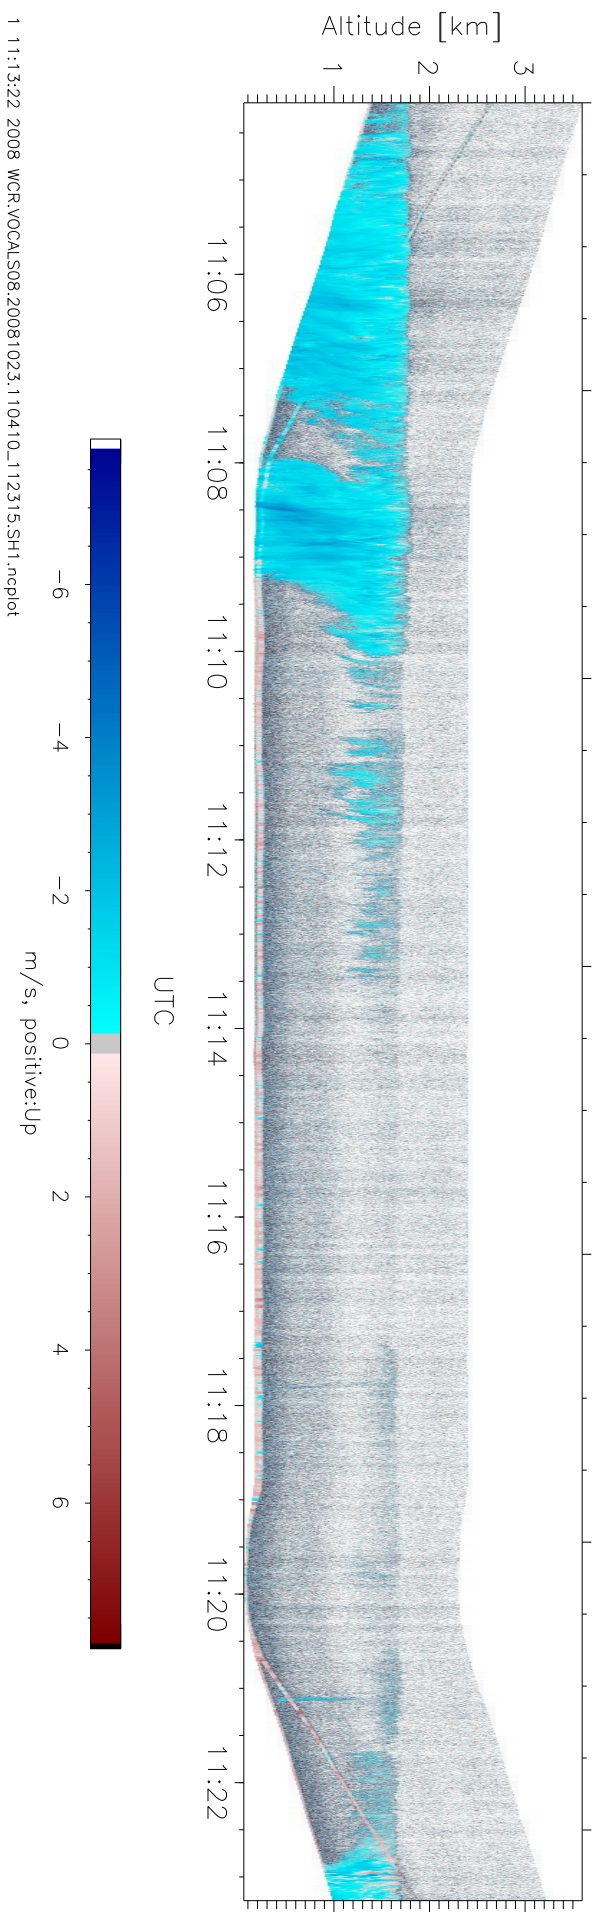 Altitude [km]
1 2 3
11:06 11:08 11:10 11:12 11:14 11:16 11:18 11:20 11:22
UTC
-6 -4 -2 0 2 4 6
m/s, positive:Up
1 11:13:22 2008 WCR.VOCALS08.20081023.110410_112315.SH1.ncplot